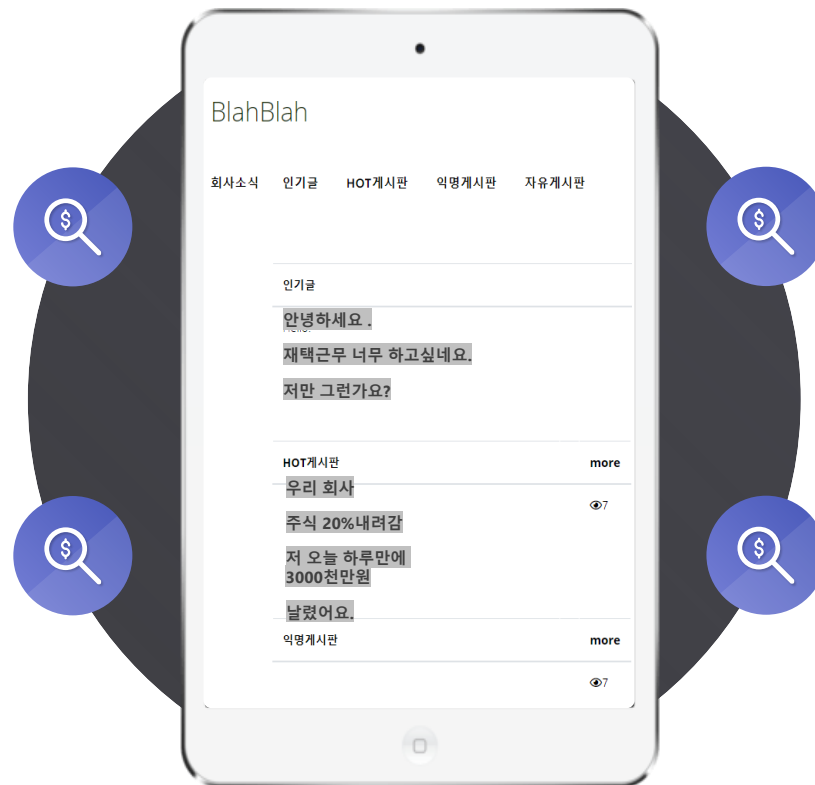 BlahBlah
회사소식 인기글 HOT게시판 익명게시판 자유게시판
인기글
안녕하세요 .
재택근무 너무 하고싶네요.
저만 그런가요?
HOT게시판 more
우리 회사
7
주식 20%내려감
저 오늘 하루만에
3000천만원
날렸어요.
익명게시판 more
7
$
$
$
$